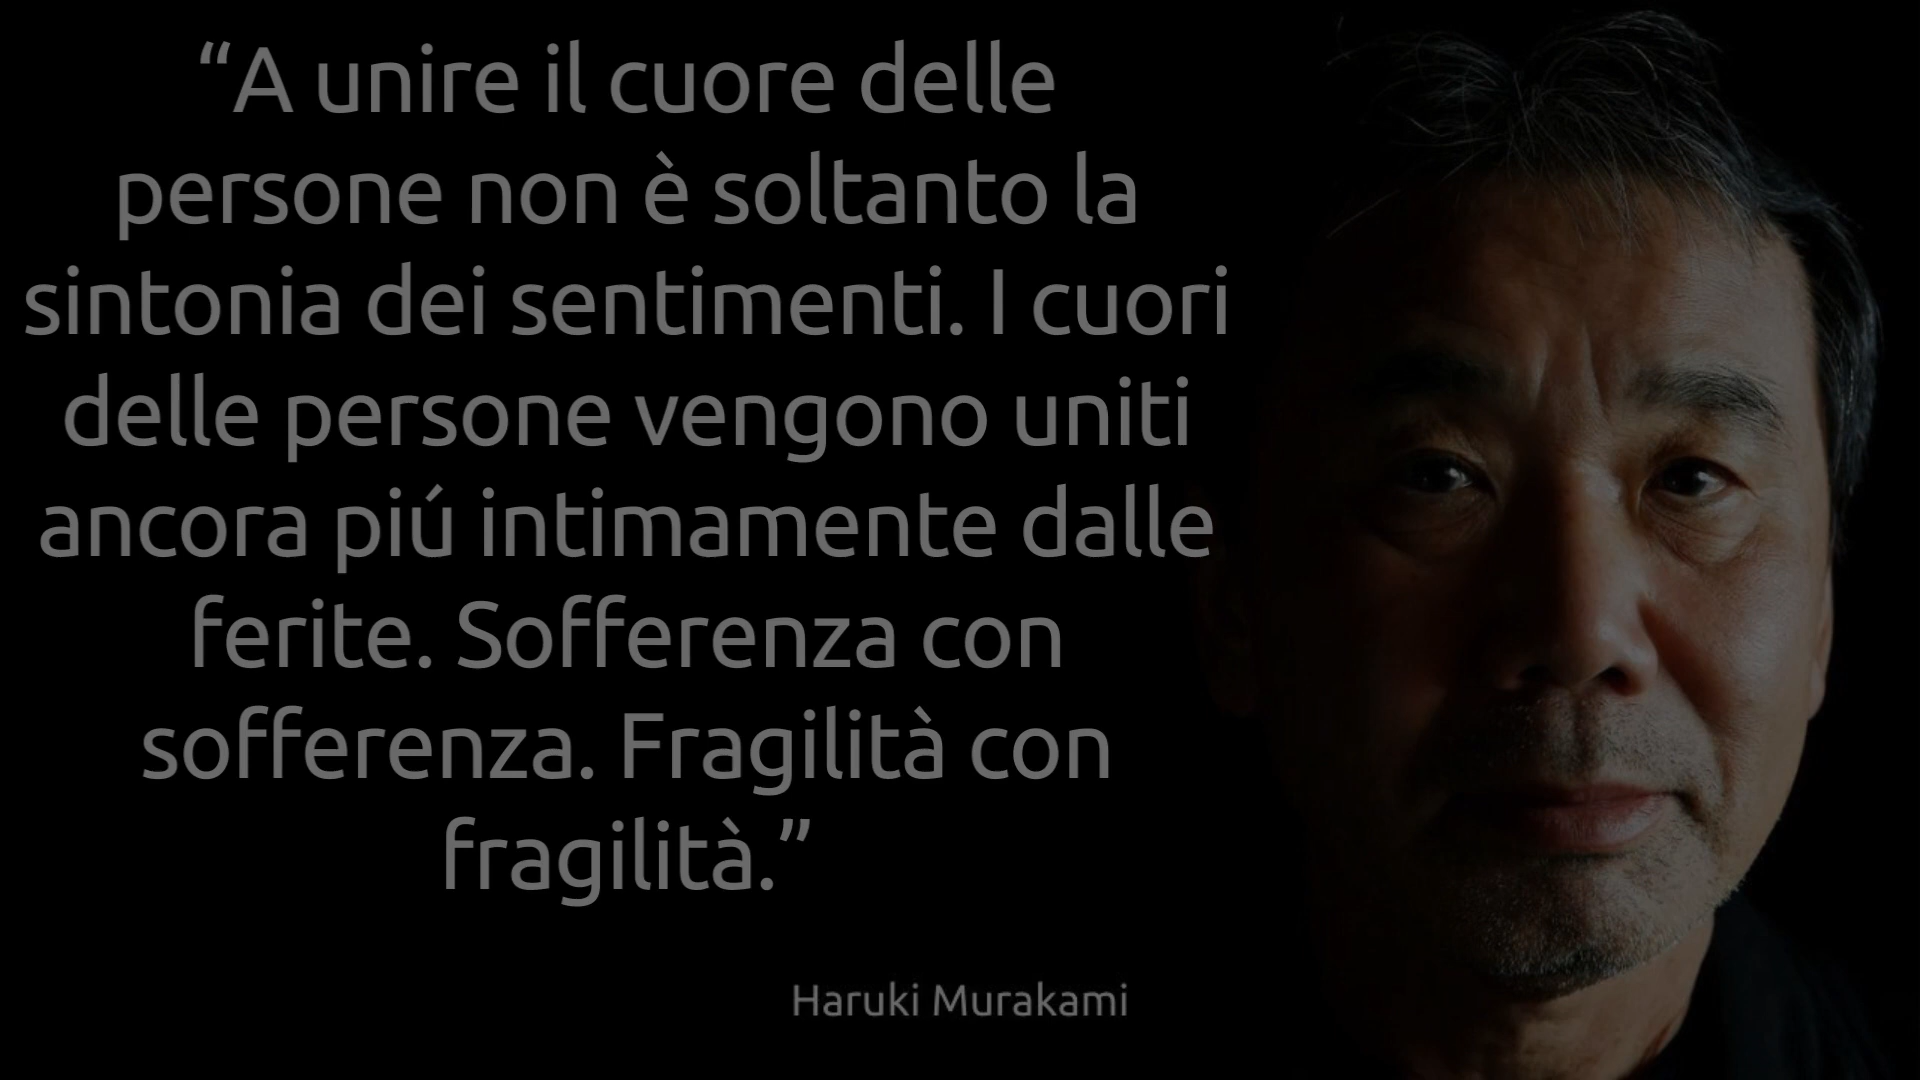 “A unire il cuore delle
persone non è soltanto la
sintonia dei sentimenti. I cuori
delle persone vengono uniti
ancora piú intimamente dalle
ferite. Sofferenza con
sofferenza. Fragilità con
fragilità.”
Haruki Murakami